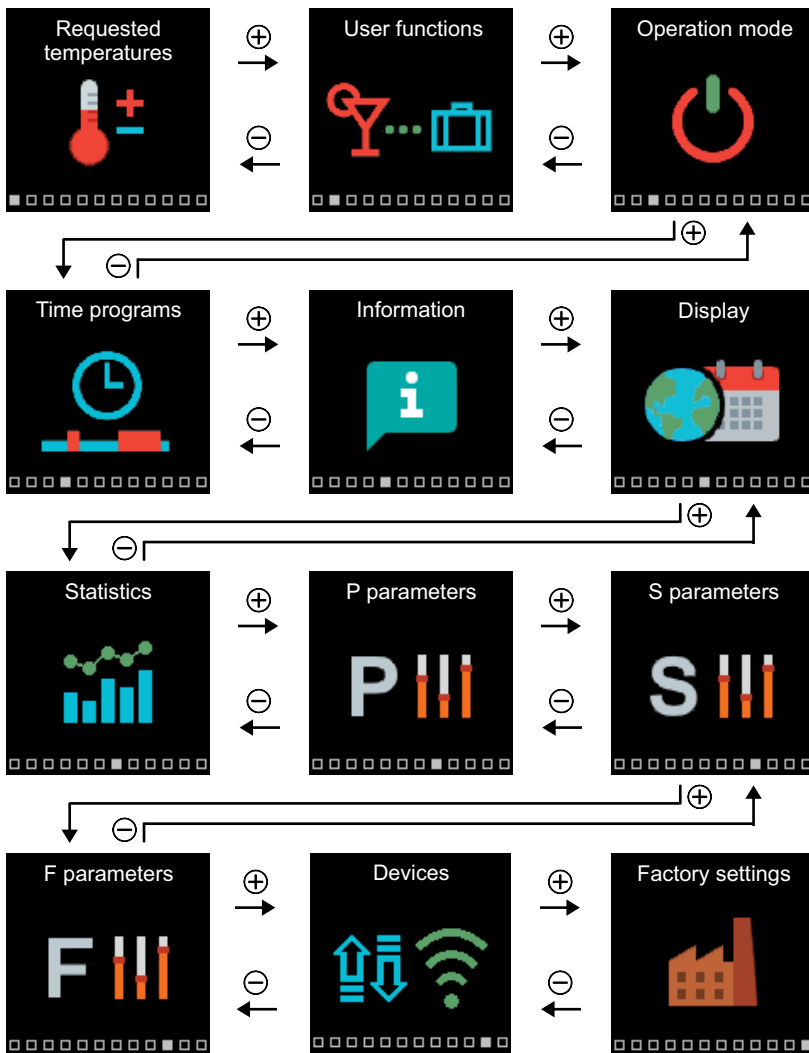 Requested
temperatures
User functions
Operation mode
Time programs
Information
Display
Statistics
P parameters
P
S parameters
S
F parameters
F
Devices
Factory settings